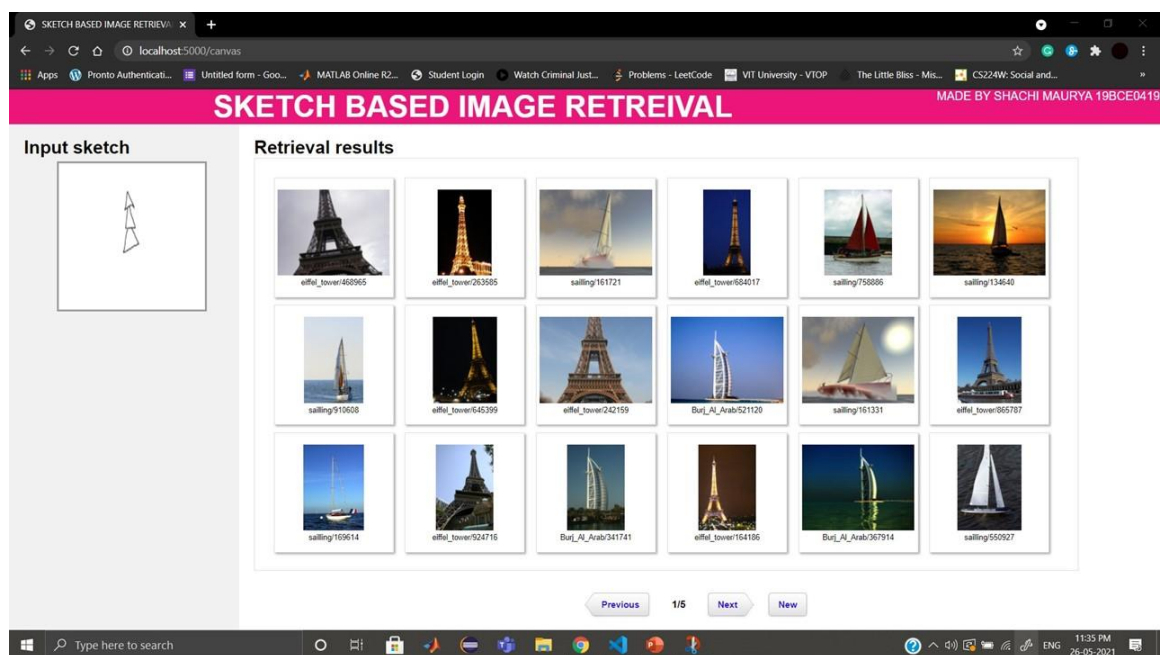 SKETCH BASED IMAGE RETRIEVA
localhost:5000/canvas
Apps
Pronto Authenticati...
Untitled form - Goo...
MATLAB Online R2...
Student Login
Watch Criminal Just...
Problems - LeetCode
VIT University - VTOP
The Little Bliss - Mis...
CS224W: Social and...
»
SKETCH BASED IMAGE RETREIVAL
MADE BY SHACHI MAURYA 19BCE0419
Input sketch
Retrieval results
eiffel_tower/468965
eiffel_tower/263585
sailling/161721
eiffel_tower/684017
sailling/758886
sailling/134640
sailling/910608
eiffel_tower/645399
eiffel_tower/242159
Burj_Al_Arab/521120
sailling/161331
eiffel_tower/865787
sailling/169614
eiffel_tower/924716
Burj_Al_Arab/341741
eiffel_tower/164186
Burj_Al_Arab/367914
sailling/550927
Previous
1/5
Next
New
Type here to search
ENG
11:35 PM
26-05-2021